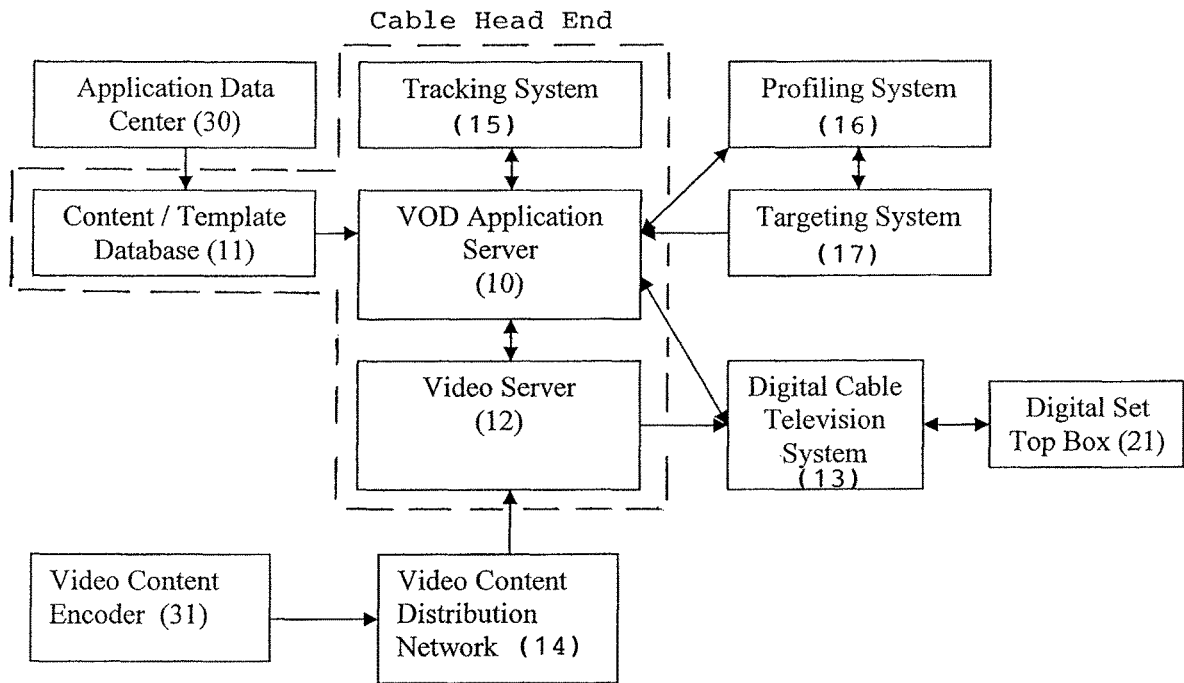 Cable Head End
Application Data
Center (30)
Tracking System
(15)
Profiling System
(16)
Content / Template
Database (11)
VOD Application
Server
(10)
Targeting System
(17)
Video Server
(12)
Digital Cable
Television
System
(13)
Digital Set
Top Box (21)
Video Content
Encoder (31)
Video Content
Distribution
Network (14)